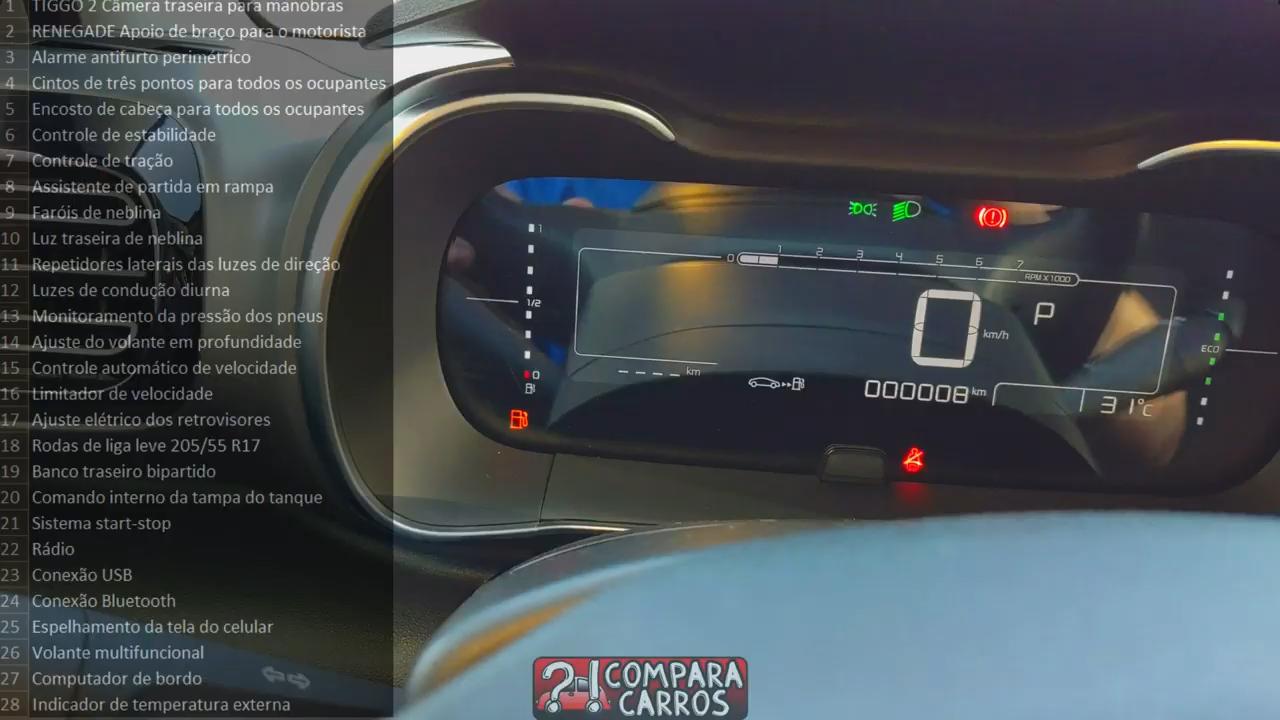 1 TIGGO 2 Câmera traseira para manobras
2 RENEGADE Apoio de braço para o motorista
3 Alarme antifurto perimétrico
4 Cintos de três pontos para todos os ocupantes
5 Encosto de cabeça para todos os ocupantes
6 Controle de estabilidade
7 Controle de tração
8 Assistente de partida em rampa
9 Faróis de neblina
10 Luz traseira de neblina
11 Repetidores laterais das luzes de direção
12 Luzes de condução diurna
13 Monitoramento da pressão dos pneus
14 Ajuste do volante em profundidade
15 Controle automático de velocidade
16 Limitador de velocidade
17 Ajuste elétrico dos retrovisores
18 Rodas de liga leve 205/55 R17
19 Banco traseiro bipartido
20 Comando interno da tampa do tanque
21 Sistema start-stop
22 Rádio
23 Conexão USB
24 Conexão Bluetooth
25 Espelhamento da tela do celular
26 Volante multifuncional
27 Computador de bordo
28 Indicador de temperatura externa
1
1/2
0
0 1 2 3 4 5 6 7
RPM X 1000
0 km/h
P
ECO
---- km
000008 km
31°C
?! COMPARA
CARROS